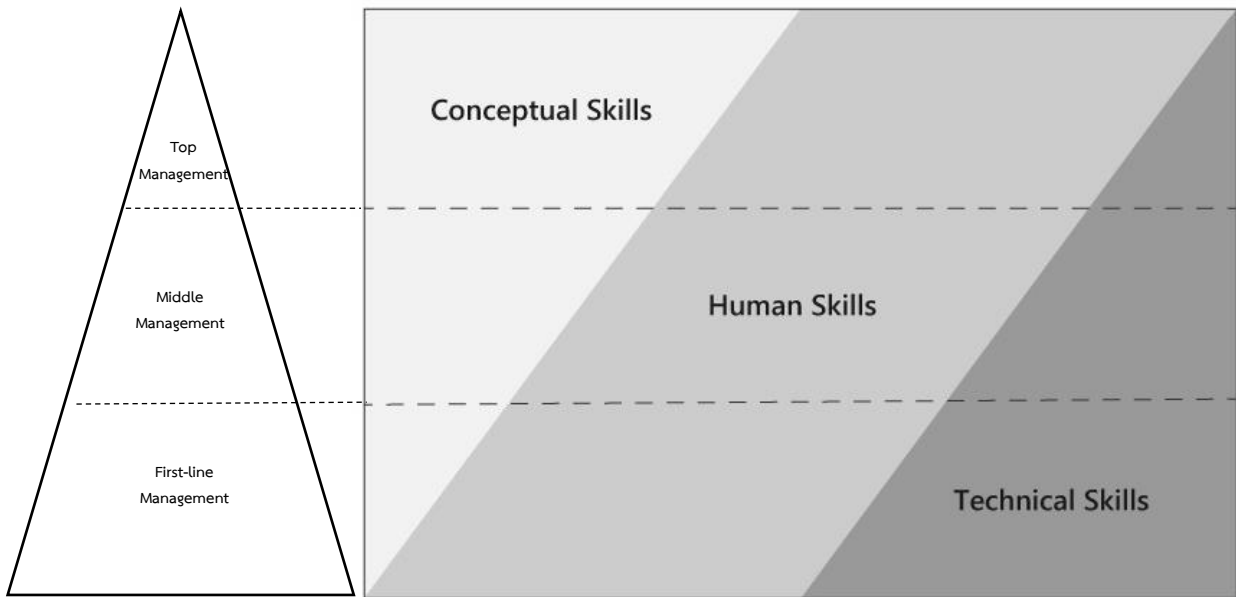 Conceptual Skills
Top
Management
Middle
Management
Human Skills
First-line
Management
Technical Skills